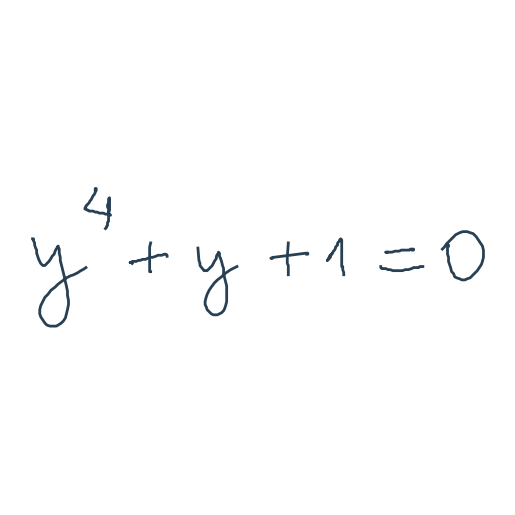 y⁴ + y + 1 = 0